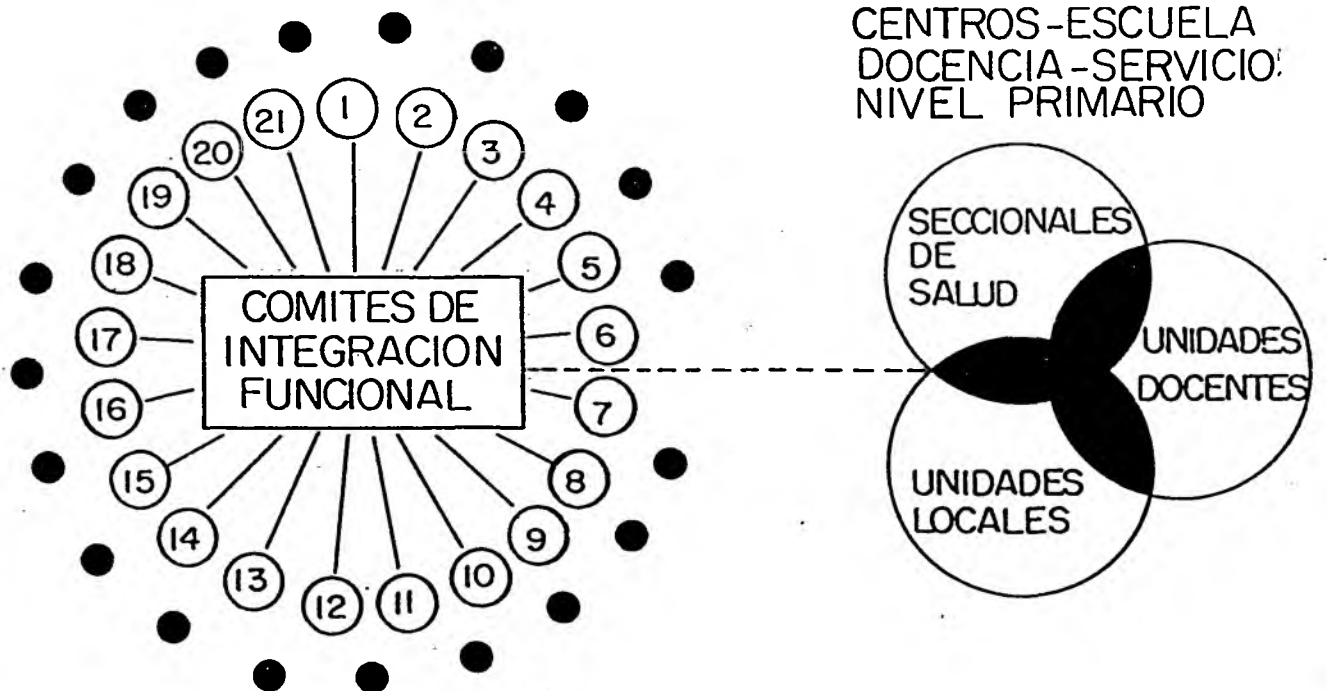 CENTROS-ESCUELA
DOCENCIA-SERVICIO:
NIVEL PRIMARIO
1
2
3
4
5
6
7
8
9
10
11
12
13
14
15
16
17
18
19
20
21
COMITES DE
INTEGRACION
FUNCIONAL
SECCIONALES
DE
SALUD
UNIDADES
DOCENTES
UNIDADES
LOCALES